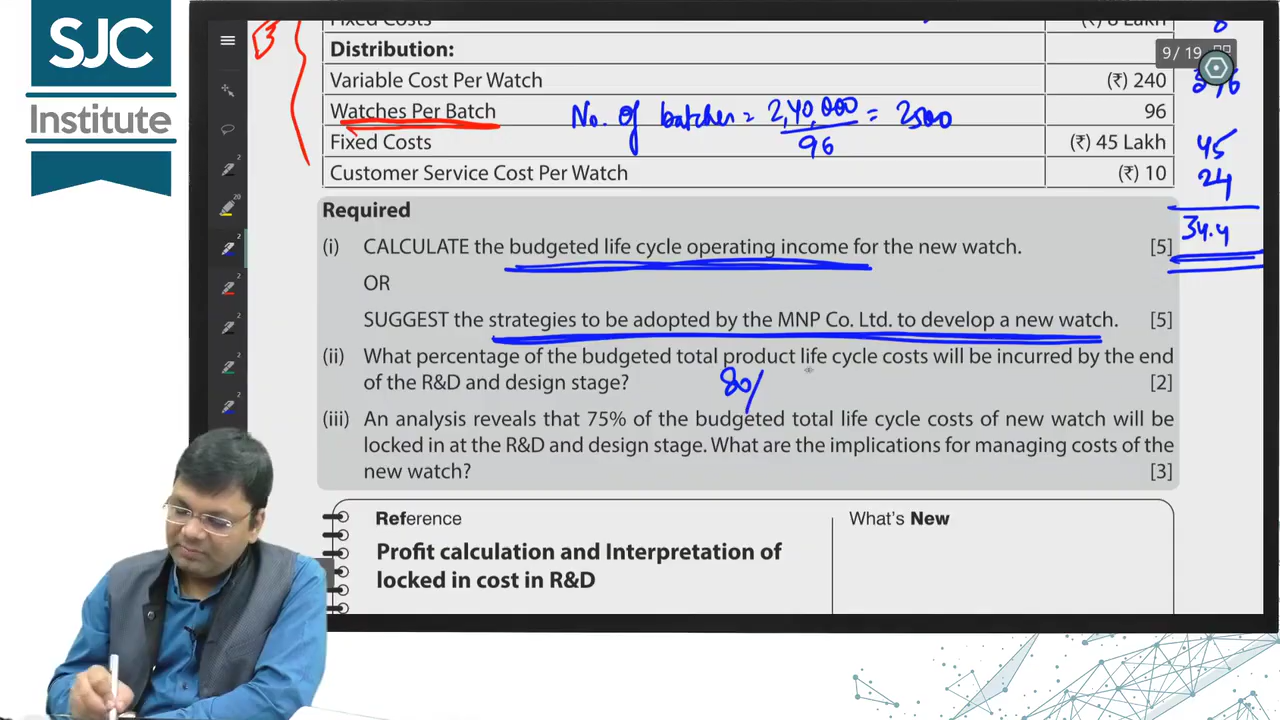 SJC
Institute
Fixed Costs (₹) 8 Lakh 8
Distribution:
9 / 19
Variable Cost Per Watch (₹) 240
Watches Per Batch 96
No. of batches = 2,40,000 / 96 = 2500
Fixed Costs (₹) 45 Lakh 45
Customer Service Cost Per Watch (₹) 10 24
34.4
Required
(i) CALCULATE the budgeted life cycle operating income for the new watch. [5]
OR
SUGGEST the strategies to be adopted by the MNP Co. Ltd. to develop a new watch. [5]
(ii) What percentage of the budgeted total product life cycle costs will be incurred by the end
of the R&D and design stage? [2]
80/
(iii) An analysis reveals that 75% of the budgeted total life cycle costs of new watch will be
locked in at the R&D and design stage. What are the implications for managing costs of the
new watch? [3]
Reference
What's New
Profit calculation and Interpretation of
locked in cost in R&D